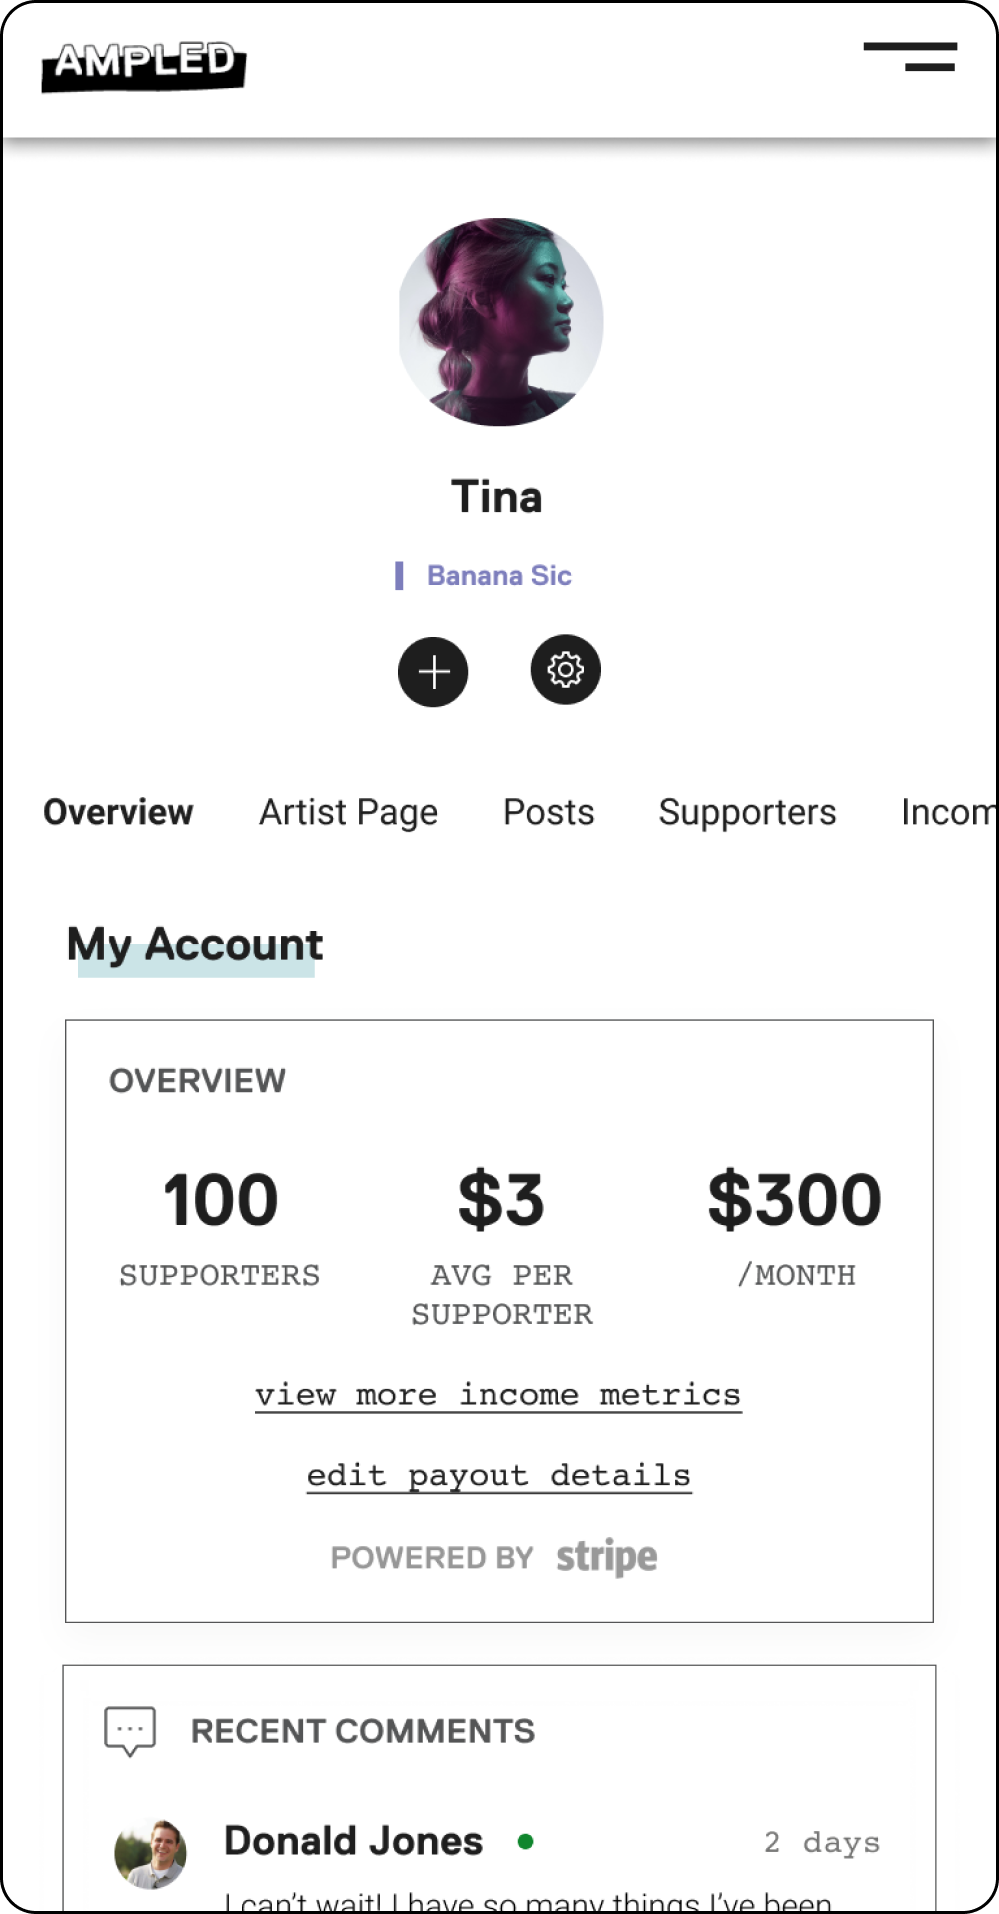 AMPLED
Tina
Banana Sic
Overview Artist Page Posts Supporters Incom
My Account
OVERVIEW
100 $3 $300
SUPPORTERS AVG PER /MONTH
SUPPORTER
view more income metrics
edit payout details
POWERED BY stripe
RECENT COMMENTS
Donald Jones 2 days
I can't wait! I have so many things I've been